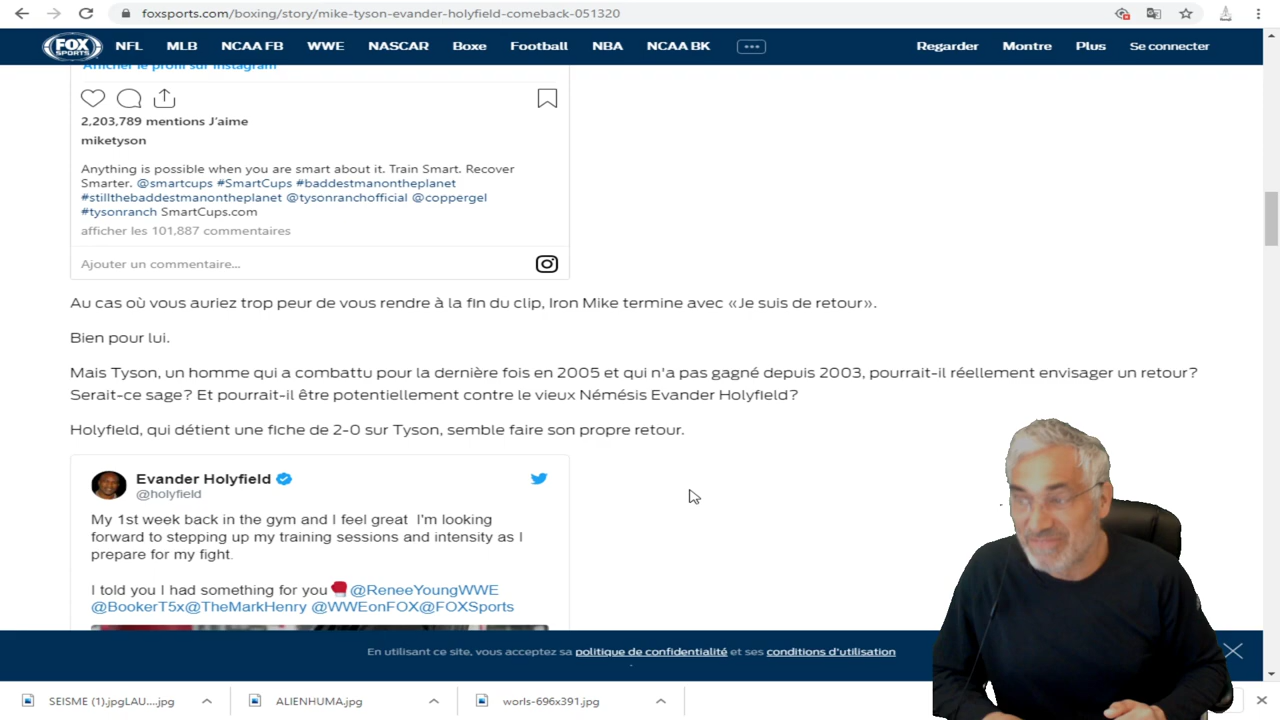 foxsports.com/boxing/story/mike-tyson-evander-holyfield-comeback-051320
FOX SPORTS NFL MLB NCAA FB WWE NASCAR Boxe Football NBA NCAA BK Regarder Montre Plus Se connecter
Afficher le profil sur Instagram
2,203,789 mentions J'aime
miketyson
Anything is possible when you are smart about it. Train Smart. Recover
Smarter. @smartcups #SmartCups #baddestmanontheplanet
#stillthebaddestmanontheplanet @tysonranchofficial @coppergel
#tysonranch SmartCups.com
afficher les 101,887 commentaires
Ajouter un commentaire...
Au cas où vous auriez trop peur de vous rendre à la fin du clip, Iron Mike termine avec «Je suis de retour».
Bien pour lui.
Mais Tyson, un homme qui a combattu pour la dernière fois en 2005 et qui n'a pas gagné depuis 2003, pourrait-il réellement envisager un retour?
Serait-ce sage? Et pourrait-il être potentiellement contre le vieux Némésis Evander Holyfield?
Holyfield, qui détient une fiche de 2-0 sur Tyson, semble faire son propre retour.
Evander Holyfield
@holyfield
My 1st week back in the gym and I feel great I'm looking
forward to stepping up my training sessions and intensity as I
prepare for my fight.
I told you I had something for you🥊@ReneeYoungWWE
@BookerT5x@TheMarkHenry @WWEonFOX@FOXSports
En utilisant ce site, vous acceptez sa politique de confidentialité et ses conditions d'utilisation
.
SEISME (1).jpgLAU....jpg ALIENHUMA.jpg worls-696x391.jpg